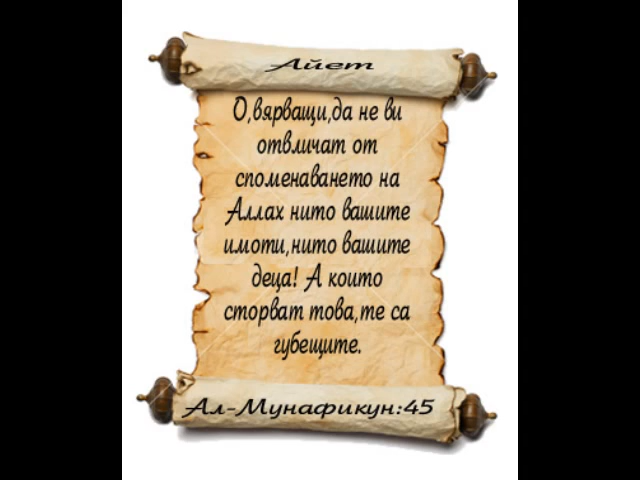 Айет
О,вярващи,да не ви
отвличат от
споменаването на
Аллах нито вашите
имоти,нито вашите
деца! А които
сторват това,те са
губещите.
Ал-Мунафикун:45